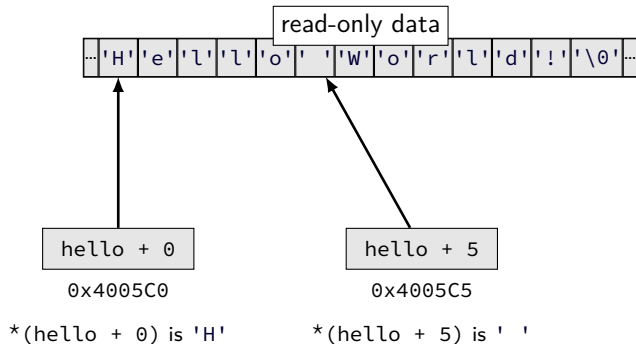 read-only data
... 'H' 'e' 'l' 'l' 'o' ' ' 'W' 'o' 'r' 'l' 'd' '!' '\0' ...
hello + 0 hello + 5
0x4005C0 0x4005C5
*(hello + 0) is 'H' *(hello + 5) is ' '